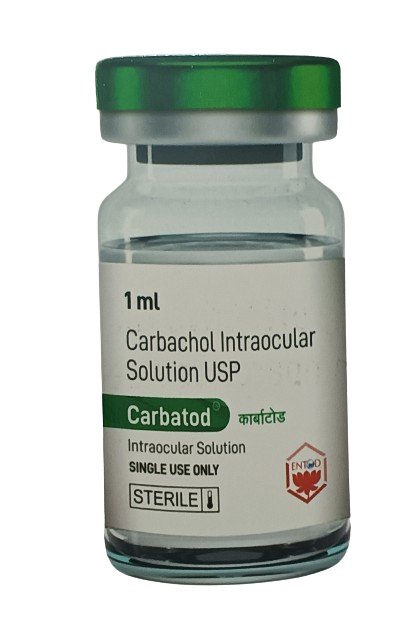 1 ml
Carbachol Intraocular
Solution USP
Carbatod® कार्बाटोड
Intraocular Solution
SINGLE USE ONLY
ENTOD
STERILE